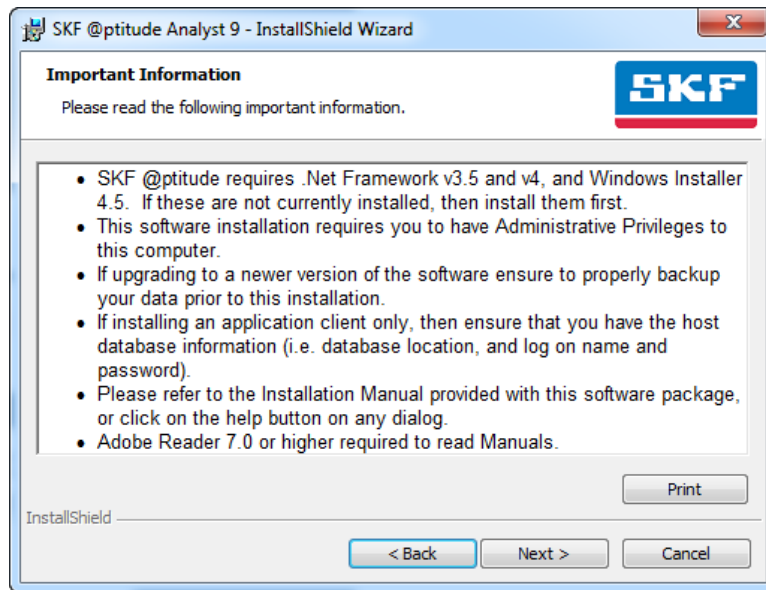 SKF @ptitude Analyst 9 - InstallShield Wizard
Important Information
Please read the following important information.
SKF
• SKF @ptitude requires .Net Framework v3.5 and v4, and Windows Installer
4.5. If these are not currently installed, then install them first.
• This software installation requires you to have Administrative Privileges to
this computer.
• If upgrading to a newer version of the software ensure to properly backup
your data prior to this installation.
• If installing an application client only, then ensure that you have the host
database information (i.e. database location, and log on name and
password).
• Please refer to the Installation Manual provided with this software package,
or click on the help button on any dialog.
• Adobe Reader 7.0 or higher required to read Manuals.
Print
InstallShield
< Back Next > Cancel